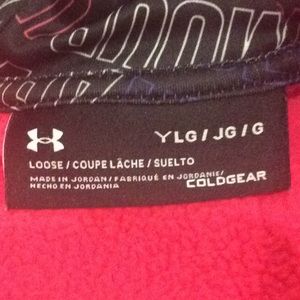 YLG / JG / G
LOOSE / COUPE LÂCHE / SUELTO
MADE IN JORDAN / FABRIQUÉ EN JORDANIE /
HECHO EN JORDANIA
COLDGEAR